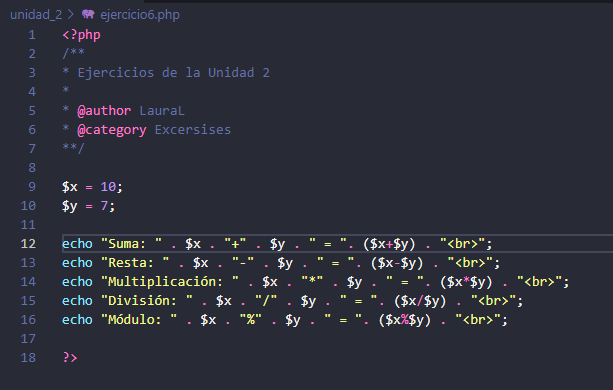 unidad_2 > ejercicio6.php
1 <?php
2 /**
3 * Ejercicios de la Unidad 2
4 *
5 * @author LauraL
6 * @category Excersises
7 **/
8
9 $x = 10;
10 $y = 7;
11
12 echo "Suma: " . $x . "+" . $y . " = ". ($x+$y) . "<br>";
13 echo "Resta: " . $x . "-" . $y . " = ". ($x-$y) . "<br>";
14 echo "Multiplicación: " . $x . "*" . $y . " = ". ($x*$y) . "<br>";
15 echo "División: " . $x . "/" . $y . " = ". ($x/$y) . "<br>";
16 echo "Módulo: " . $x . "%" . $y . " = ". ($x%$y) . "<br>";
17
18 ?>